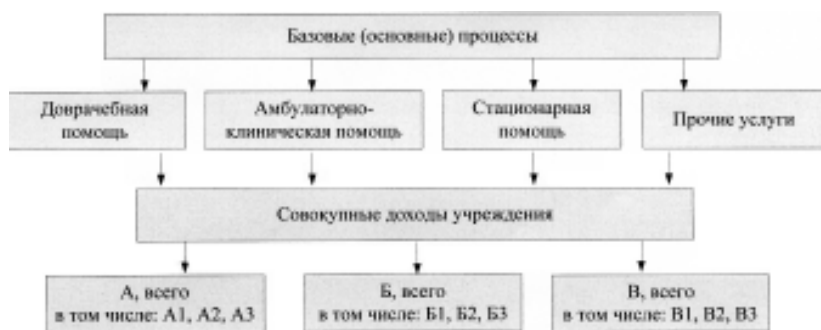 Базовые (основные) процессы
Доврачебная
помощь
Амбулаторно-
клиническая помощь
Стационарная
помощь
Прочие услуги
Совокупные доходы учреждения
А, всего
в том числе: А1, А2, А3
Б, всего
в том числе: Б1, Б2, Б3
В, всего
в том числе: В1, В2, В3